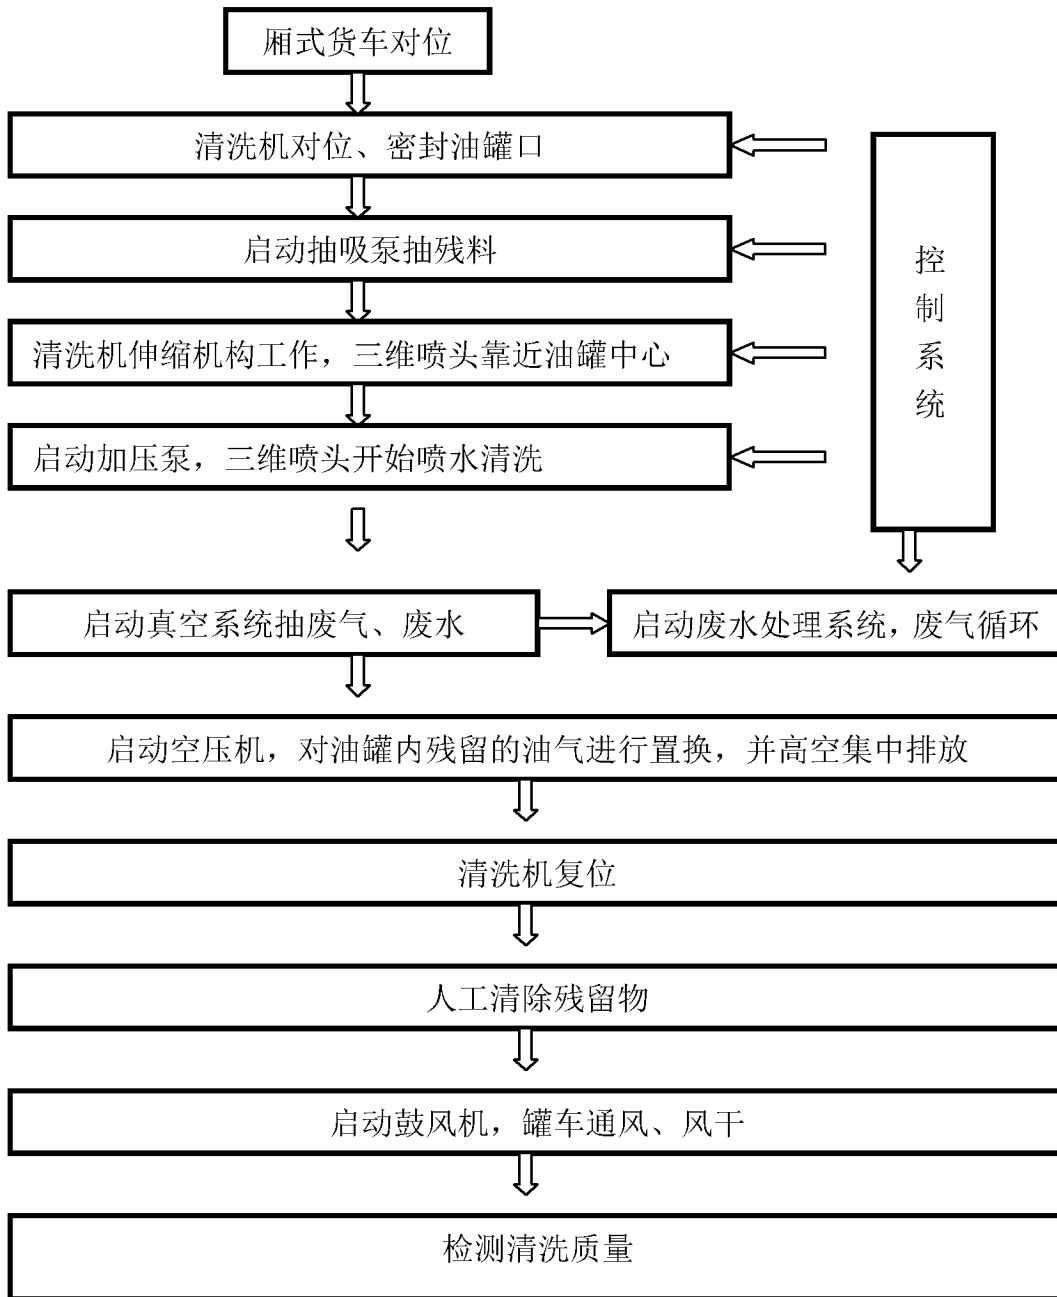 厢式货车对位
清洗机对位、密封油罐口
启动抽吸泵抽残料
清洗机伸缩机构工作，三维喷头靠近油罐中心
启动加压泵，三维喷头开始喷水清洗
控
制
系
统
启动真空系统抽废气、废水
启动废水处理系统，废气循环
启动空压机，对油罐内残留的油气进行置换，并高空集中排放
清洗机复位
人工清除残留物
启动鼓风机，罐车通风、风干
检测清洗质量